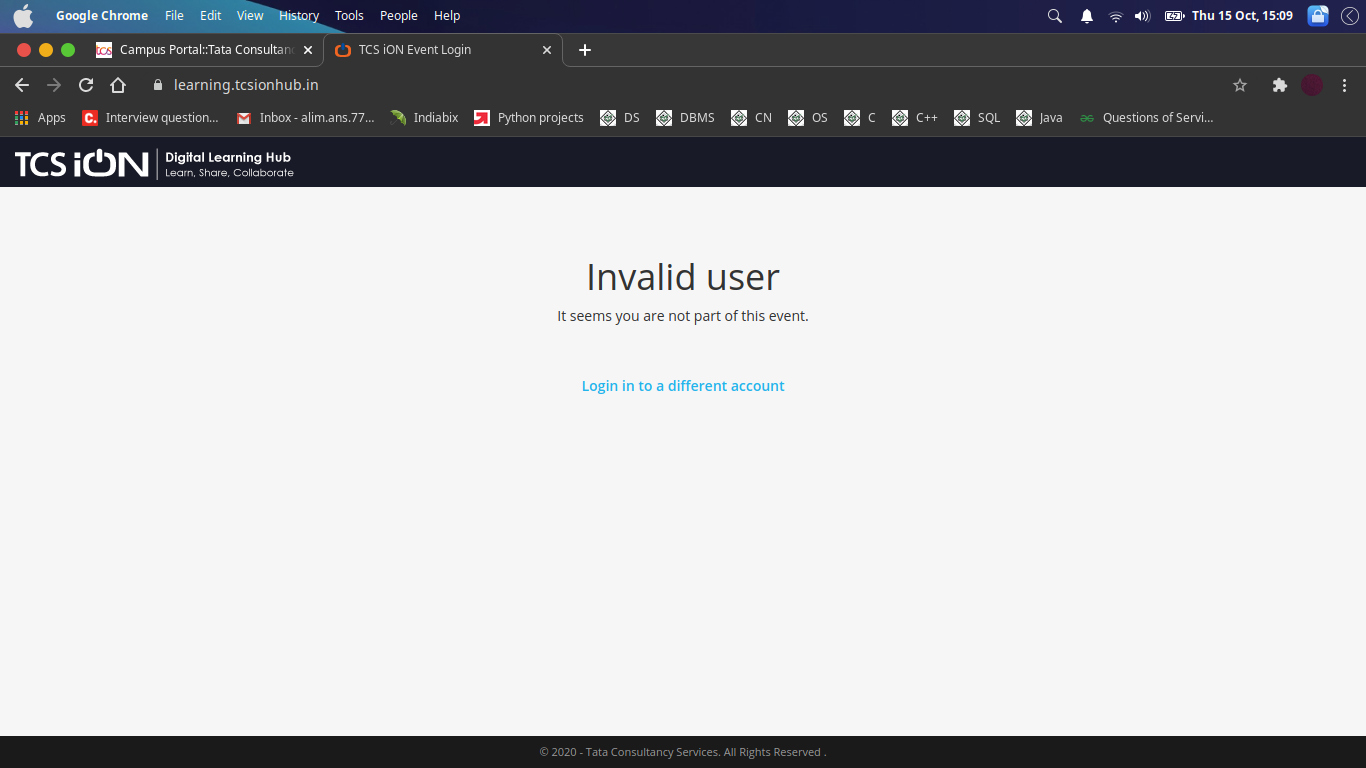 Google Chrome File Edit View History Tools People Help Thu 15 Oct, 15:09
tcs Campus Portal::Tata Consultanc TCS iON Event Login
learning.tcsionhub.in
Apps C. Interview question... Inbox - alim.ans.77... Indiabix Python projects DS DBMS CN OS C C++ SQL Java Questions of Servi...
TCS iON Digital Learning Hub
Learn, Share, Collaborate
Invalid user
It seems you are not part of this event.
Login in to a different account
© 2020 - Tata Consultancy Services. All Rights Reserved .